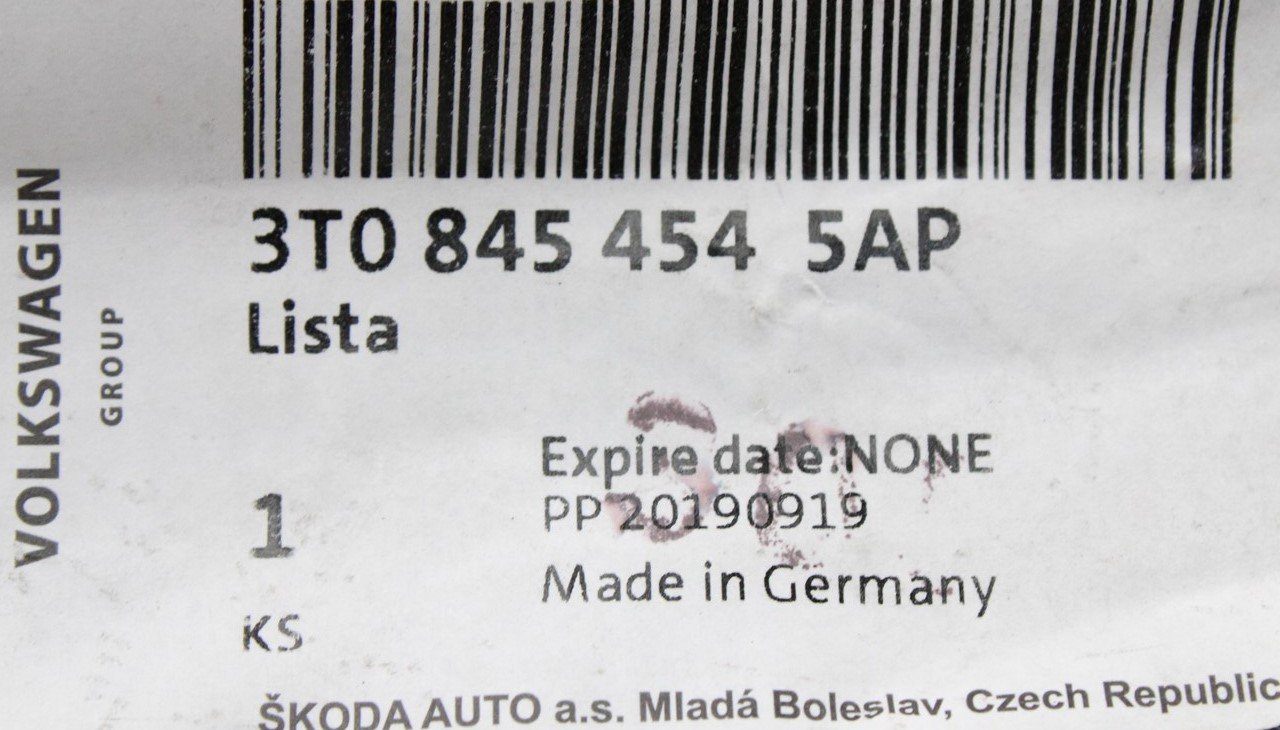 VOLKSWAGEN
GROUP
3T0 845 454 5AP
Lista
Expire date:NONE
PP 20190919
1
Made in Germany
KS
ŠKODA AUTO a.s. Mladá Boleslav, Czech Republic